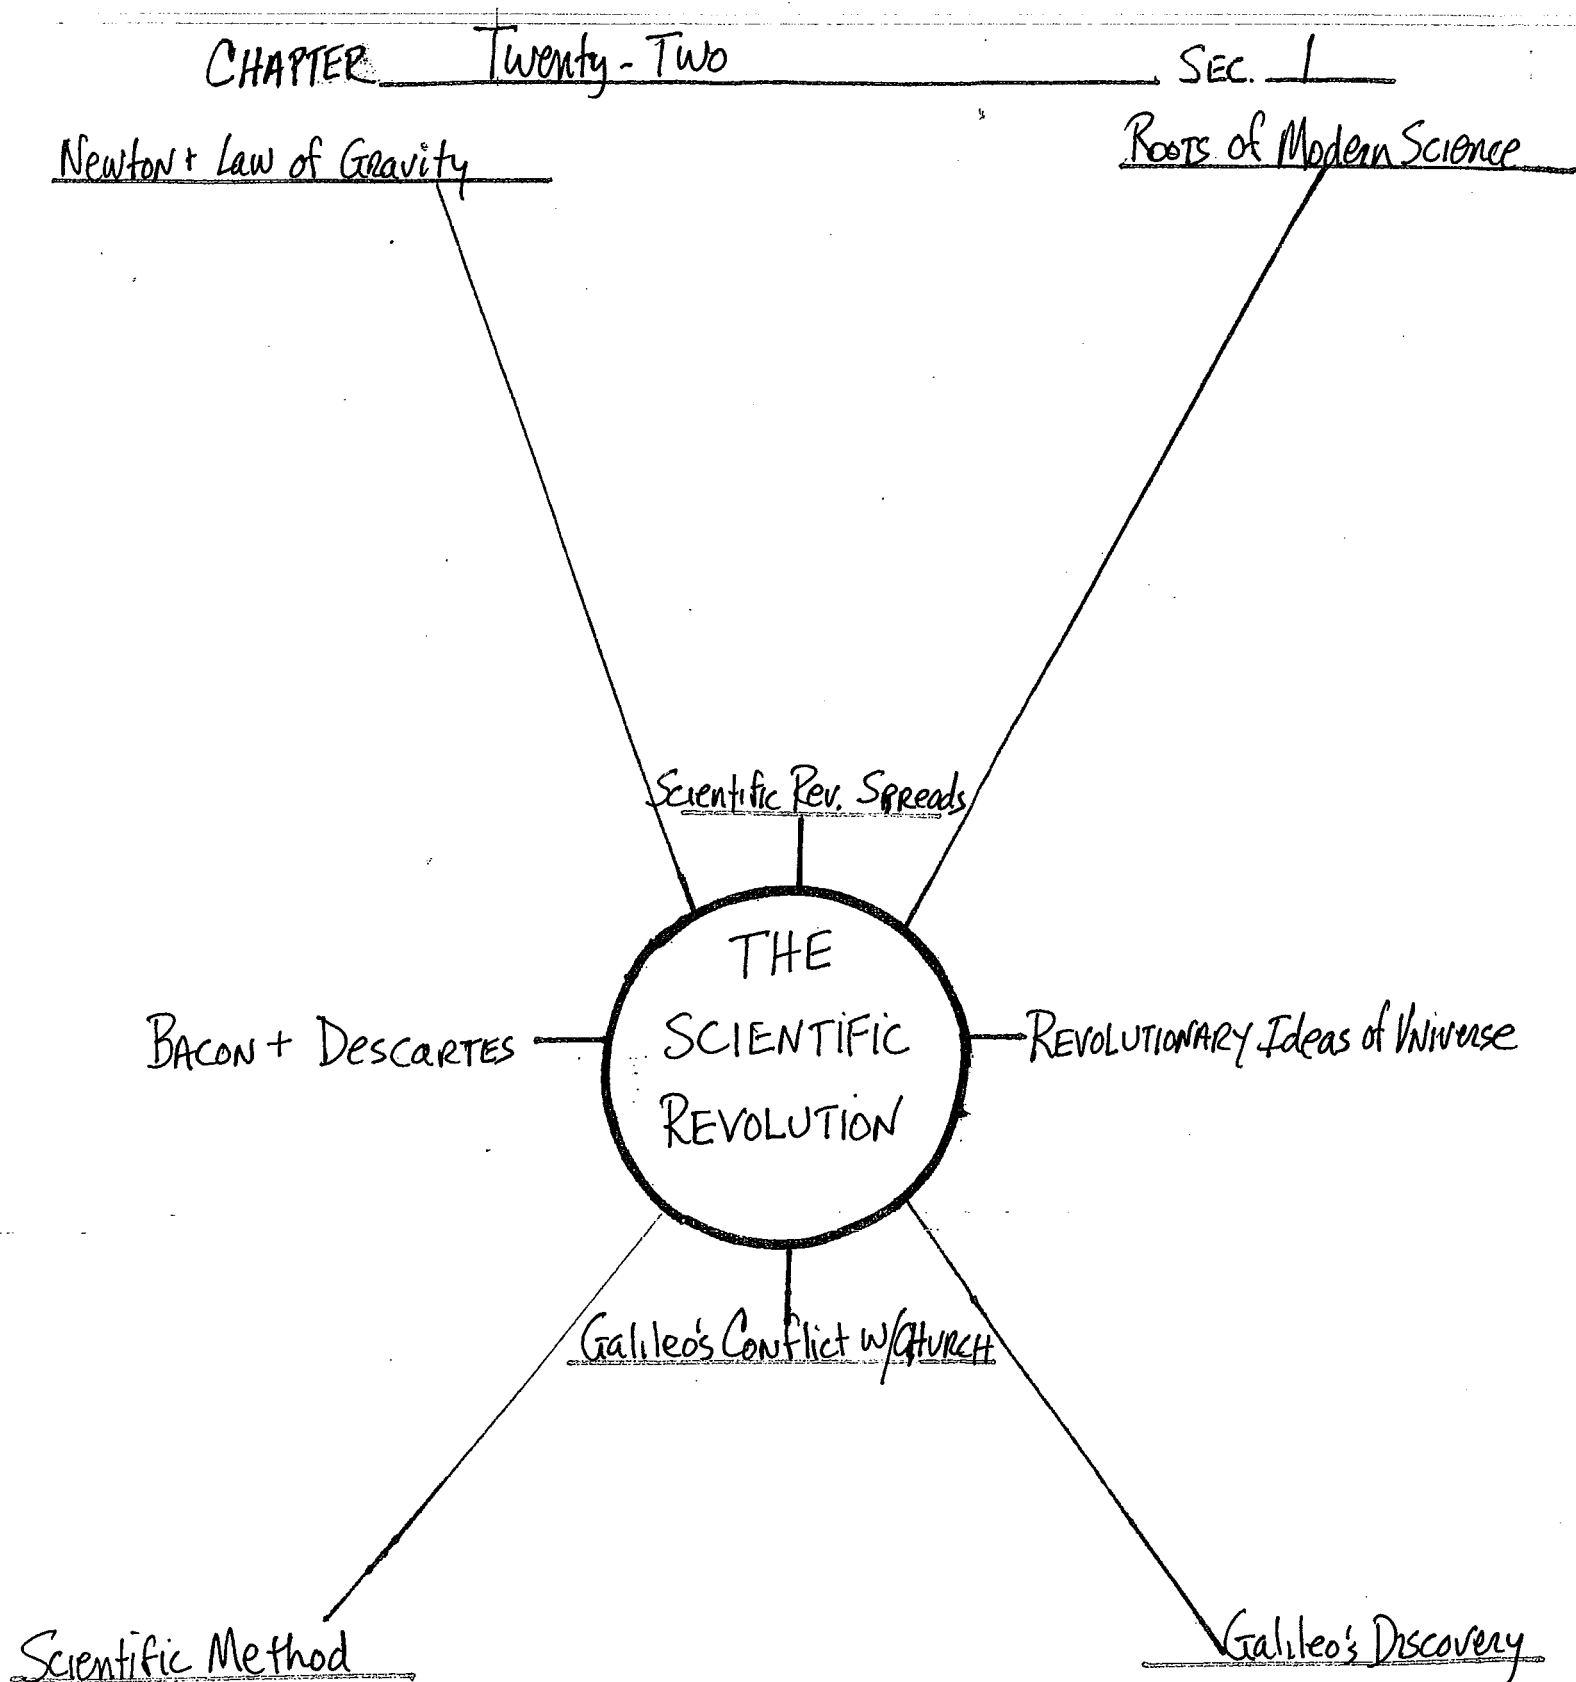 CHAPTER Twenty-Two SEC. 1
Newton + Law of Gravity
Roots of Modern Science
Scientific Rev. Spreads
THE
SCIENTIFIC
REVOLUTION
Bacon + Descartes
Revolutionary Ideas of Universe
Galileo's Conflict w/Church
Scientific Method
Galileo's Discovery